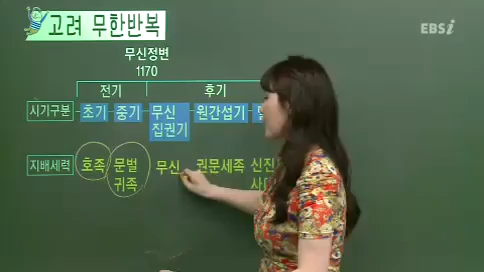 고려 무한반복
EBSi
무신정변
1170
전기 후기
시기구분 초기 중기 무신집권기 원간섭기
지배세력 호족 문벌귀족 무신 권문세족 신진